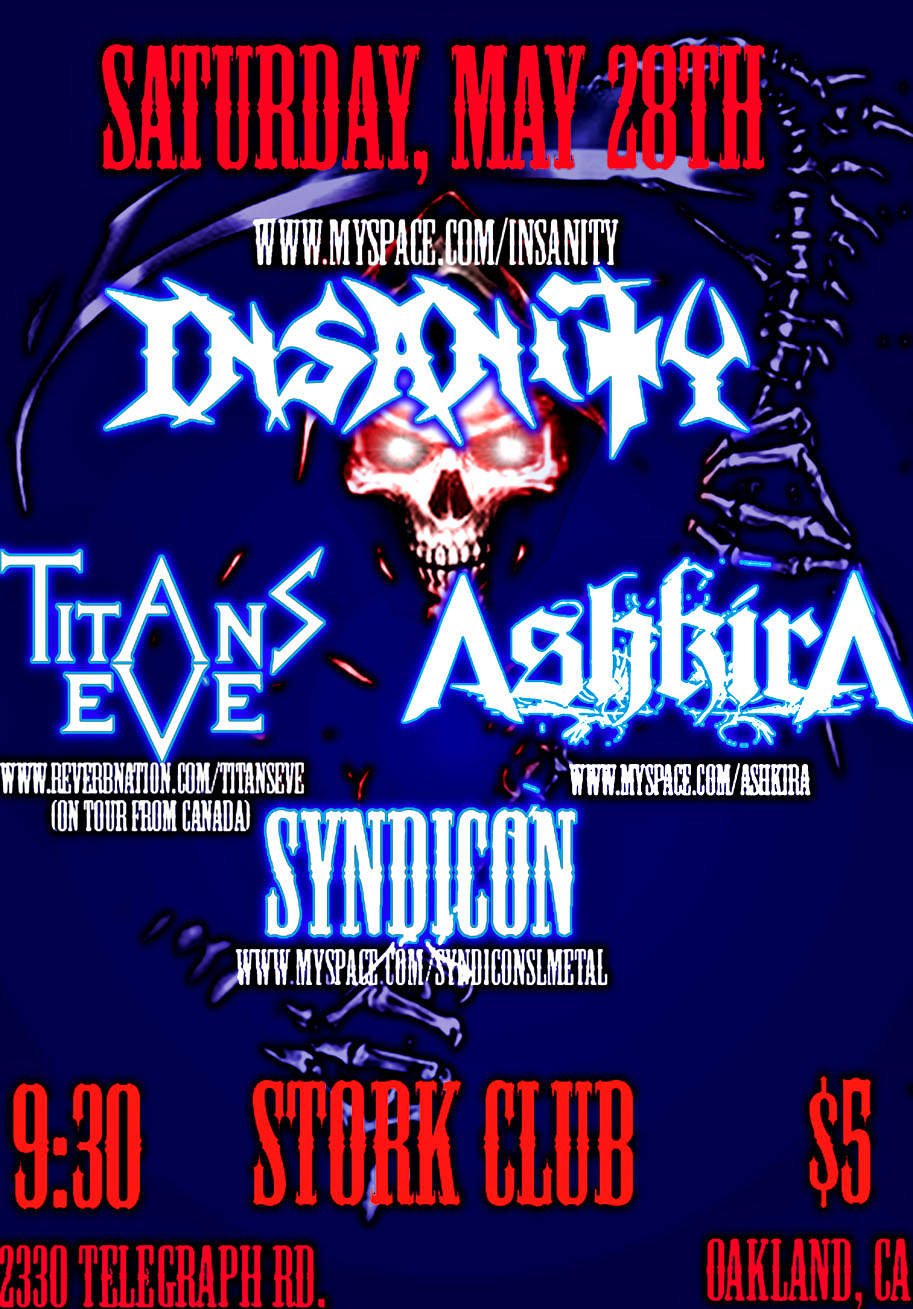 SATURDAY, MAY 28TH
WWW.MYSPACE.COM/INSANITY
INSANITY
TITANS
EVE
ASHKIRA
WWW.REVERBNATION.COM/TITANSEVE
(ON TOUR FROM CANADA)
WWW.MYSPACE.COM/ASHKIRA
SYNDICON
WWW.MYSPACE.COM/SYNDICONSLMETAL
9:30 STORK CLUB $5
2330 TELEGRAPH RD. OAKLAND, CA